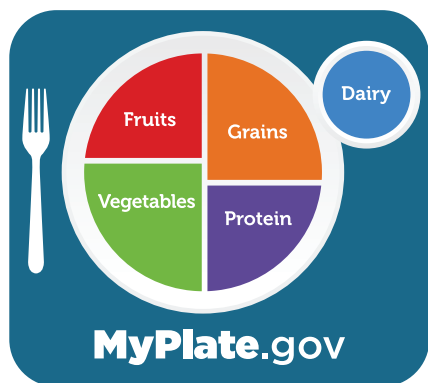 Fruits
Grains
Dairy
Vegetables
Protein
MyPlate.gov